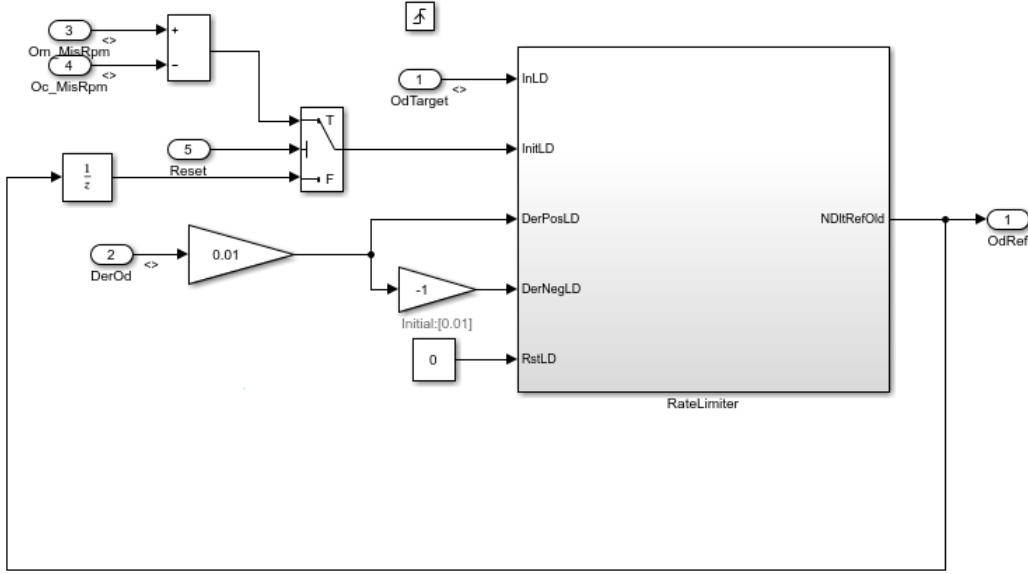 3
<>
Om_MisRpm
4
<>
Oc_MisRpm
+
−
1
<>
OdTarget
InLD
T
5
Reset
F
InitLD
1
z
DerPosLD
NDltRefOld
1
OdRef
2
<>
DerOd
0.01
-1
DerNegLD
Initial:[0.01]
0
RstLD
RateLimiter